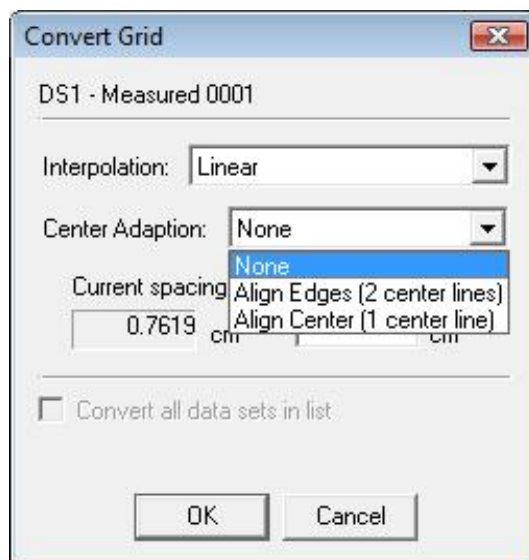 Convert Grid
DS1 - Measured 0001
Interpolation: Linear
Center Adaption: None
None
Align Edges (2 center lines)
Align Center (1 center line)
Current spacing
0.7619 cm cm
Convert all data sets in list
OK Cancel